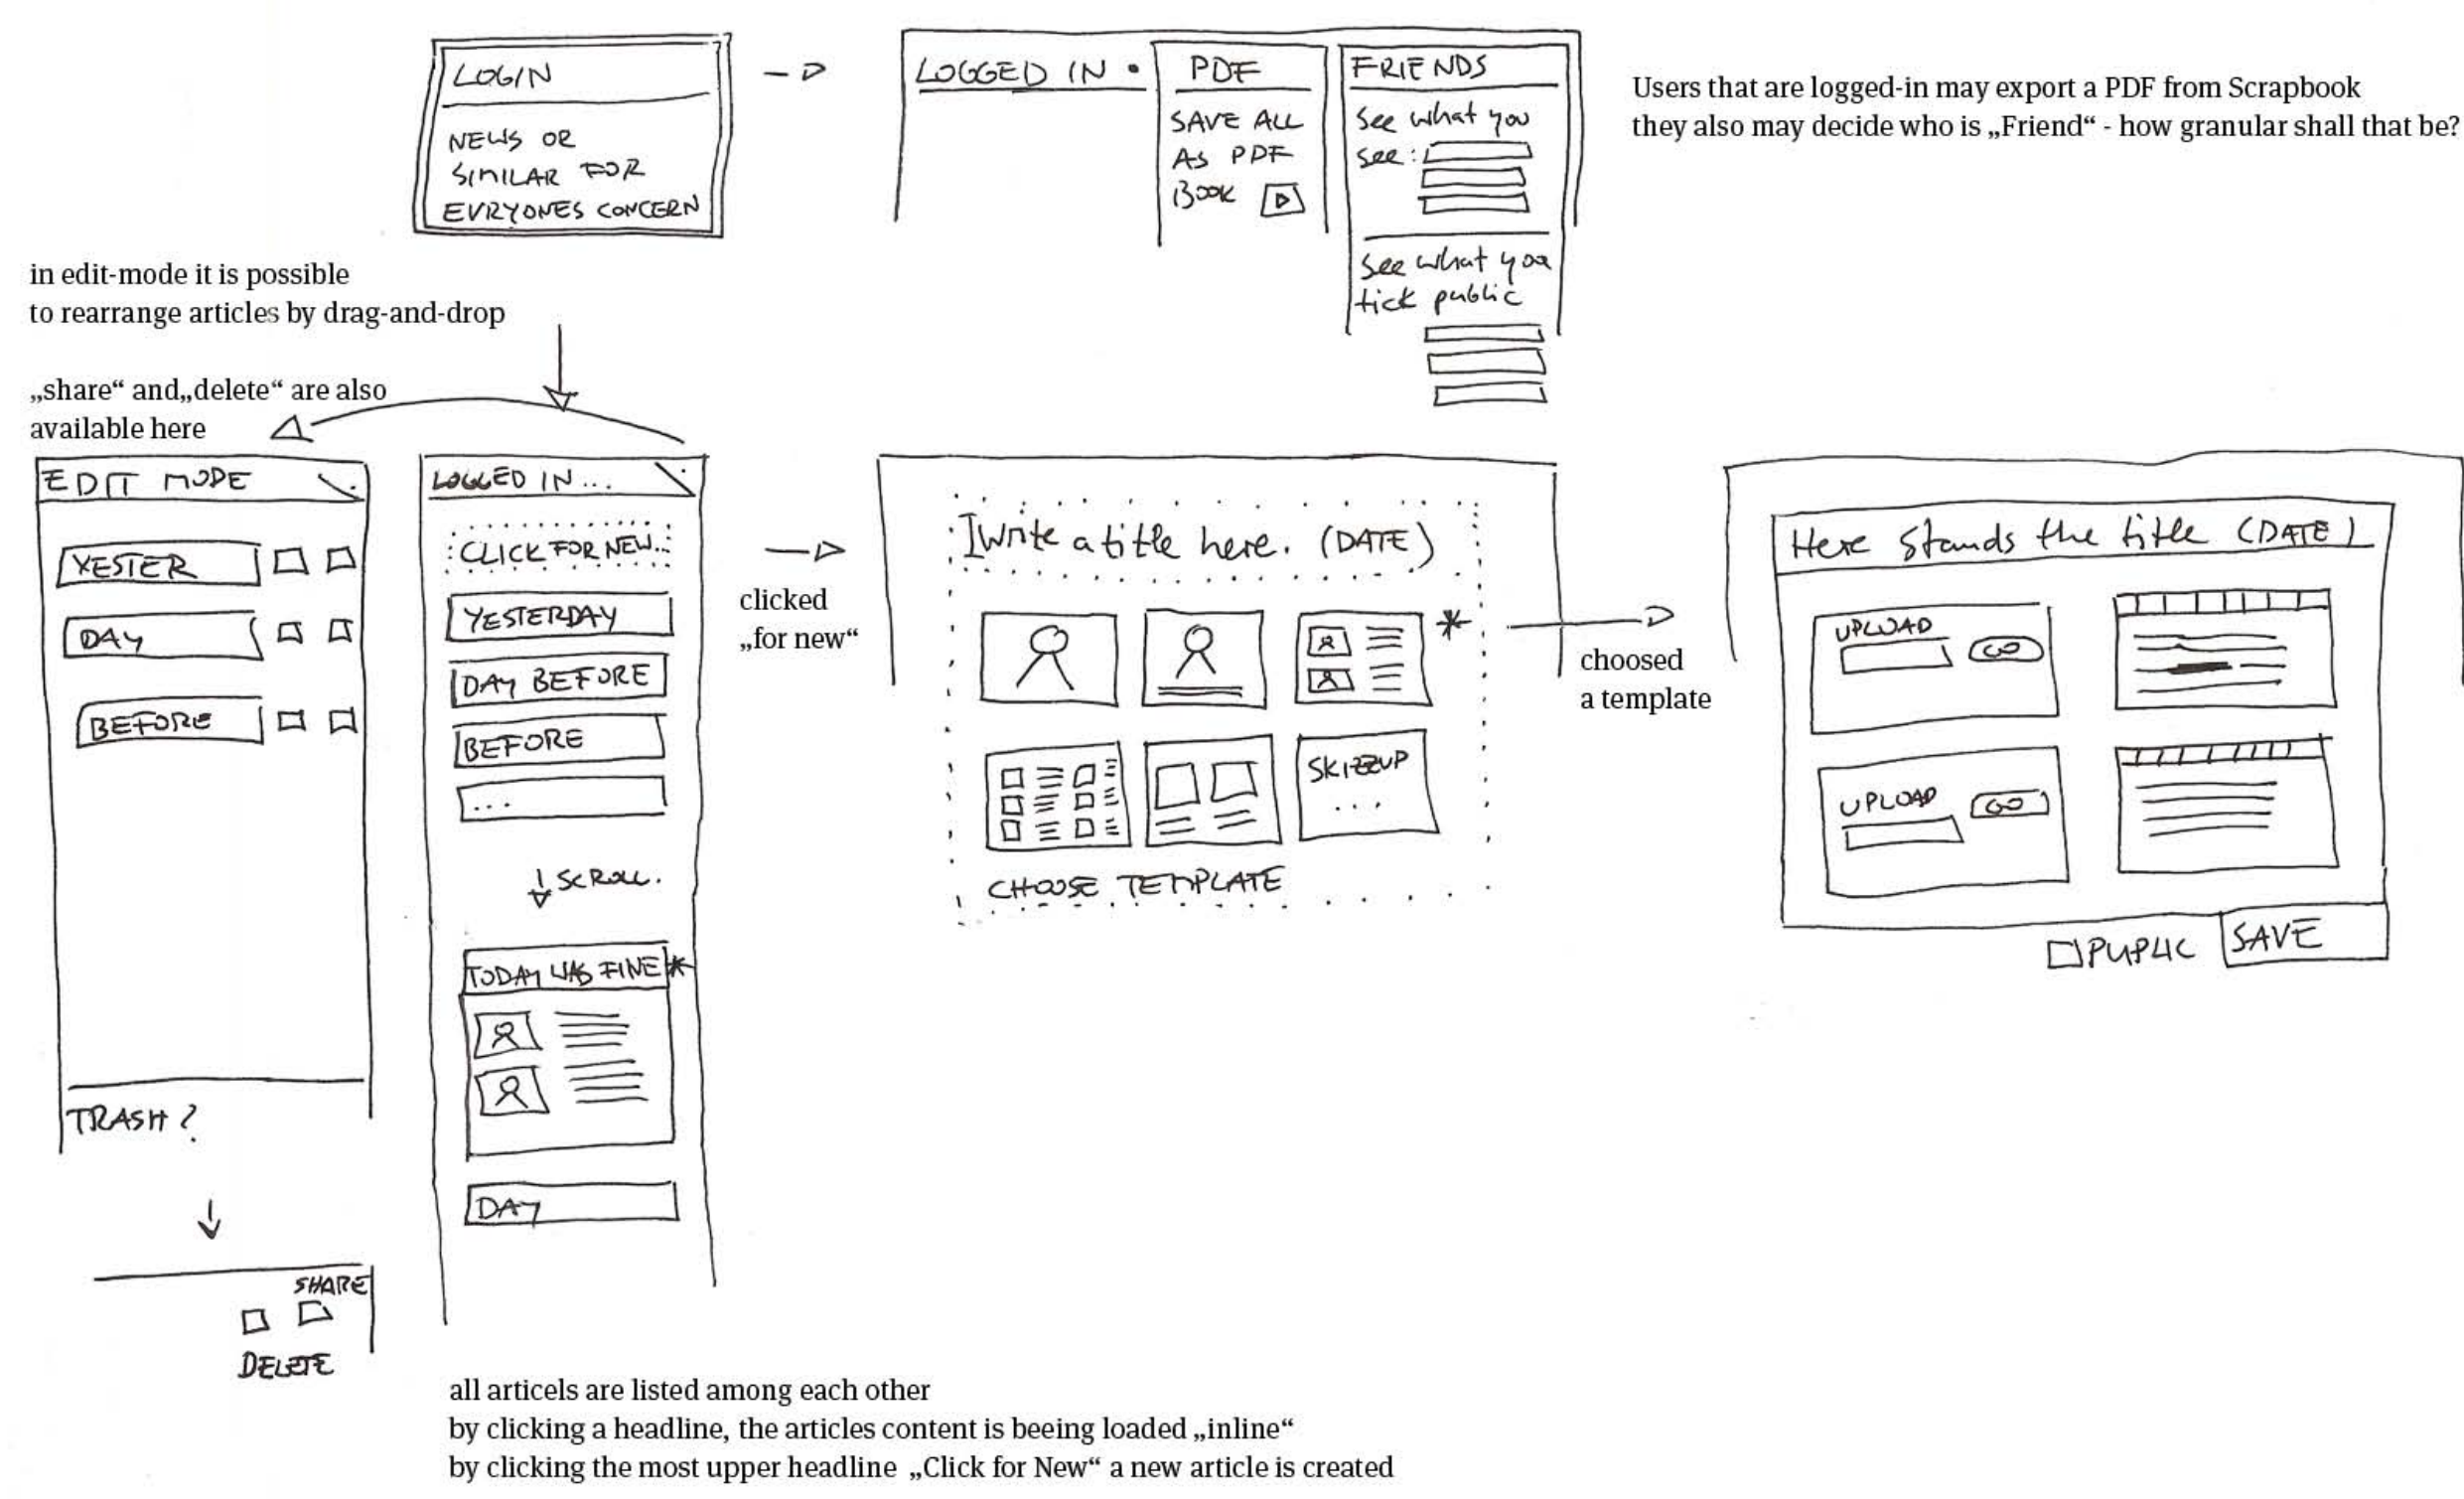 LOGIN
NEWS OR
SIMILAR FOR
EVRYONES CONCERN
LOGGED IN
PDF
SAVE ALL
AS PDF
BOOK
FRIENDS
See what you
see:
See what you
tick public
Users that are logged-in may export a PDF from Scrapbook
they also may decide who is „Friend“ - how granular shall that be?
in edit-mode it is possible
to rearrange articles by drag-and-drop
„share“ and„delete“ are also
available here
EDIT MODE
YESTER
DAY
BEFORE
TRASH?
SHARE
DELETE
LOGGED IN...
CLICK FOR NEW...
YESTERDAY
DAY BEFORE
BEFORE
...
SCROLL.
TODAY WAS FINE *
DAY
clicked
„for new“
I write a title here. (DATE)
*
SKIZZUP
...
CHOOSE TEMPLATE
choosed
a template
Here stands the title (DATE)
UPLOAD
GO
UPLOAD
GO
PUPLIC
SAVE
all articels are listed among each other
by clicking a headline, the articles content is beeing loaded „inline“
by clicking the most upper headline „Click for New“ a new article is created